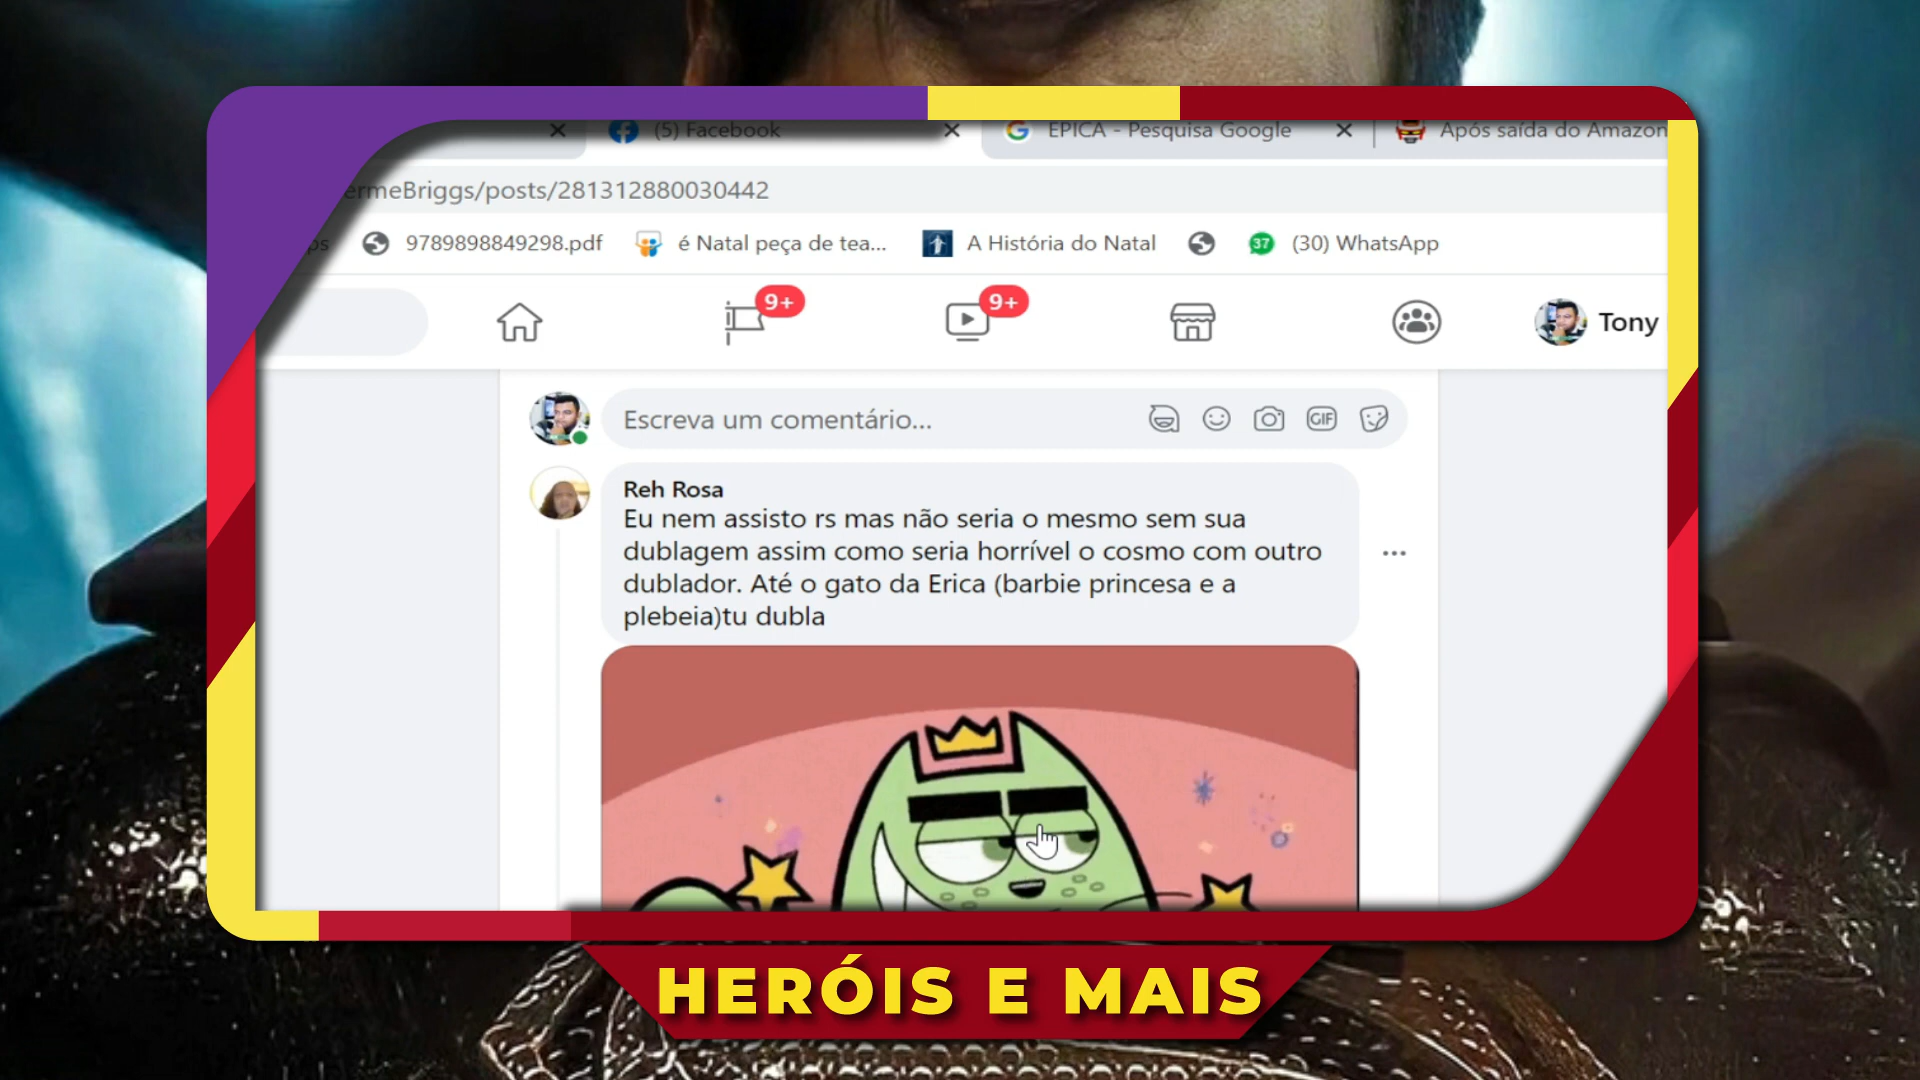 (5) Facebook
EPICA - Pesquisa Google
Após saída do Amazon
ermeBriggs/posts/281312880030442
ps
9789898849298.pdf
é Natal peça de tea...
A História do Natal
37
(30) WhatsApp
9+
9+
Tony
Escreva um comentário...
GIF
Reh Rosa
Eu nem assisto rs mas não seria o mesmo sem sua
dublagem assim como seria horrível o cosmo com outro
dublador. Até o gato da Erica (barbie princesa e a
plebeia)tu dubla
HERÓIS E MAIS